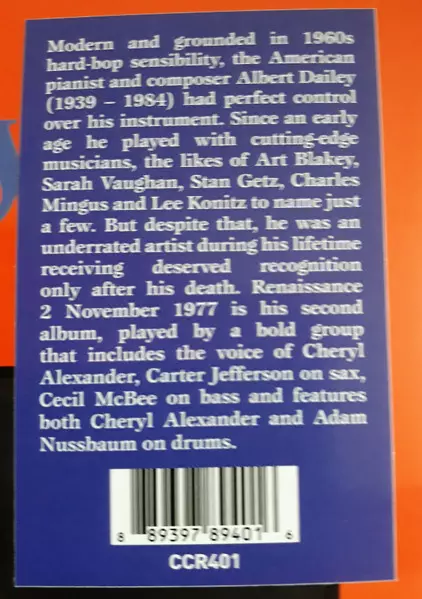 Modern and grounded in 1960s
hard-bop sensibility, the American
pianist and composer Albert Dailey
(1939 – 1984) had perfect control
over his instrument. Since an early
age he played with cutting-edge
musicians, the likes of Art Blakey,
Sarah Vaughan, Stan Getz, Charles
Mingus and Lee Konitz to name just
a few. But despite that, he was an
underrated artist during his lifetime
receiving deserved recognition
only after his death. Renaissance
2 November 1977 is his second
album, played by a bold group
that includes the voice of Cheryl
Alexander, Carter Jefferson on sax,
Cecil McBee on bass and features
both Cheryl Alexander and Adam
Nussbaum on drums.
8 89397 89401 6
CCR401